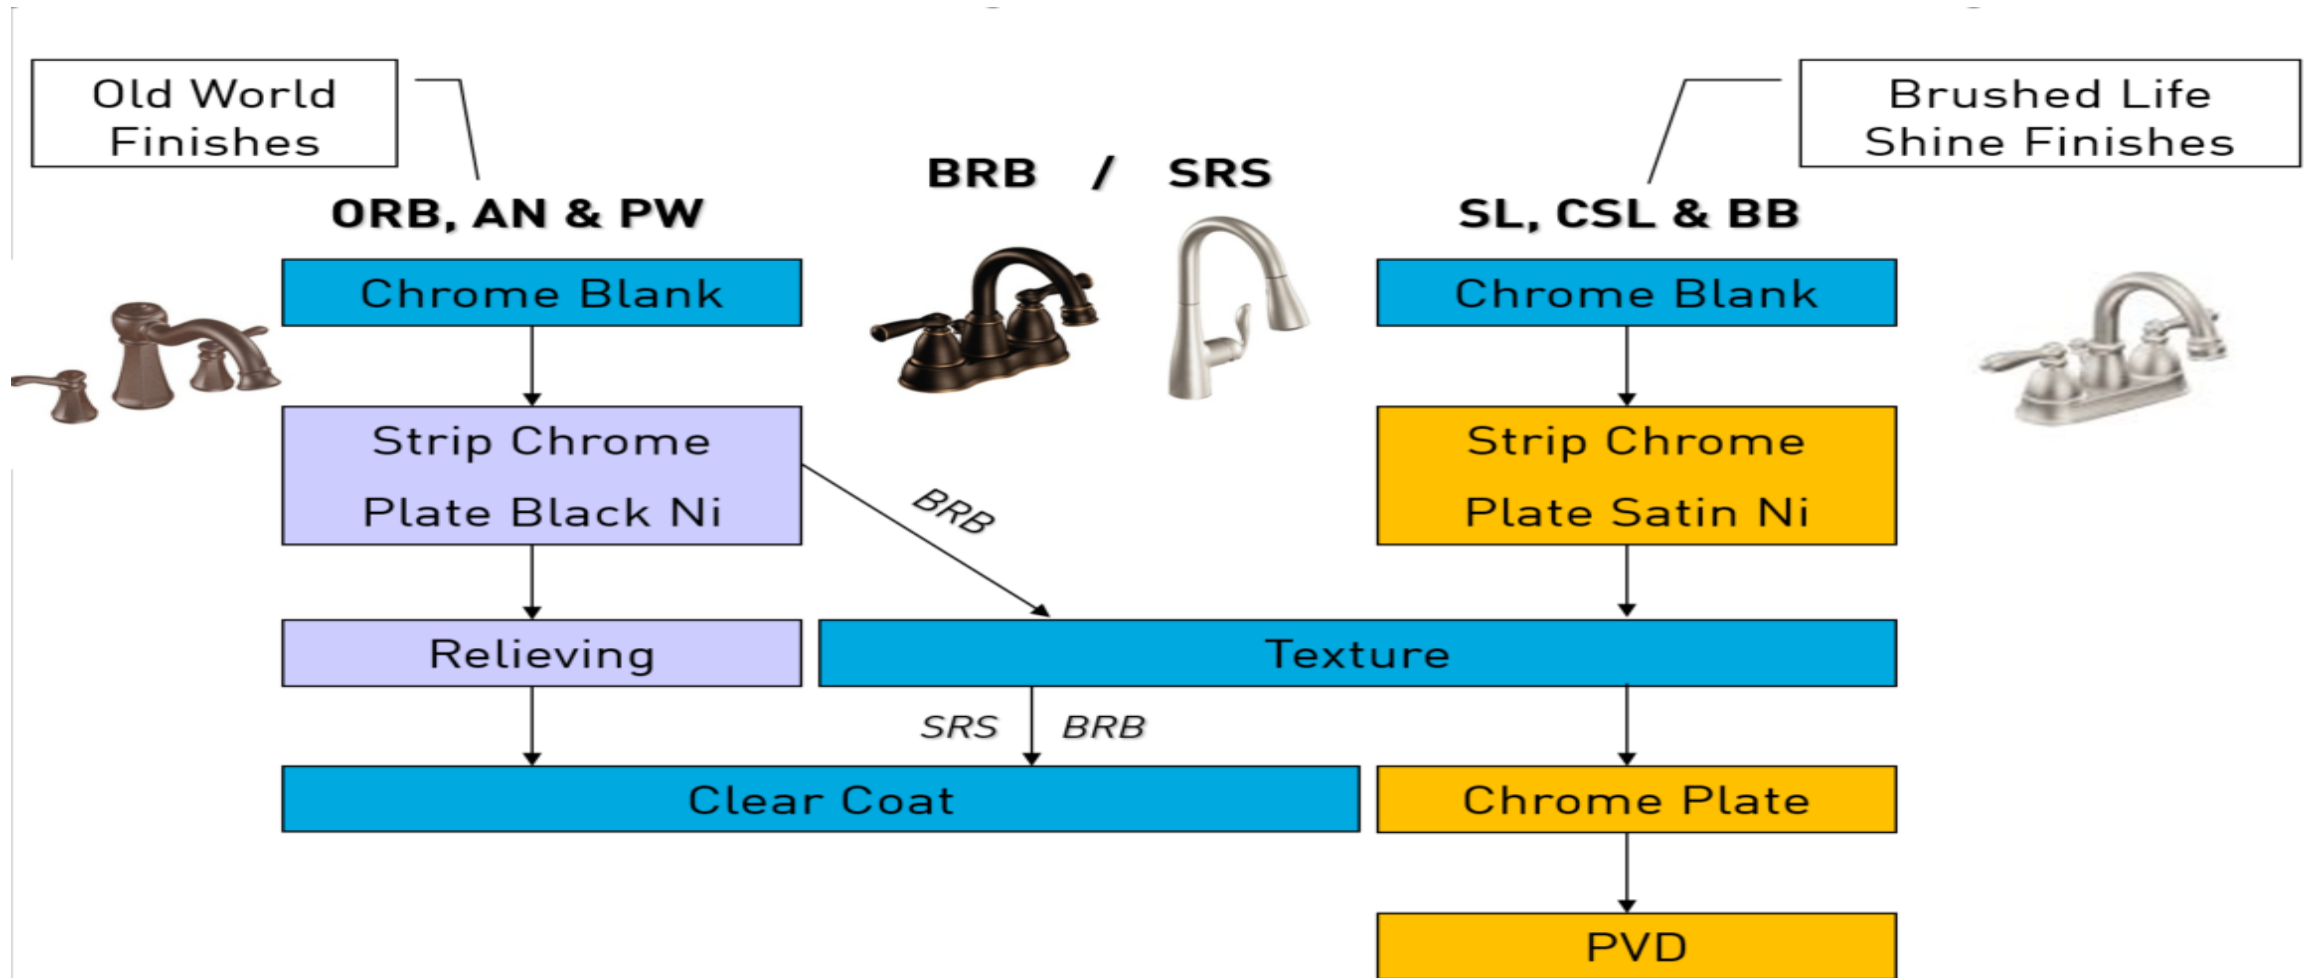 Old World
Finishes
Brushed Life
Shine Finishes
BRB / SRS
ORB, AN & PW
SL, CSL & BB
Chrome Blank
Chrome Blank
Strip Chrome
Plate Black Ni
Strip Chrome
Plate Satin Ni
BRB
Relieving
Texture
SRS
BRB
Clear Coat
Chrome Plate
PVD